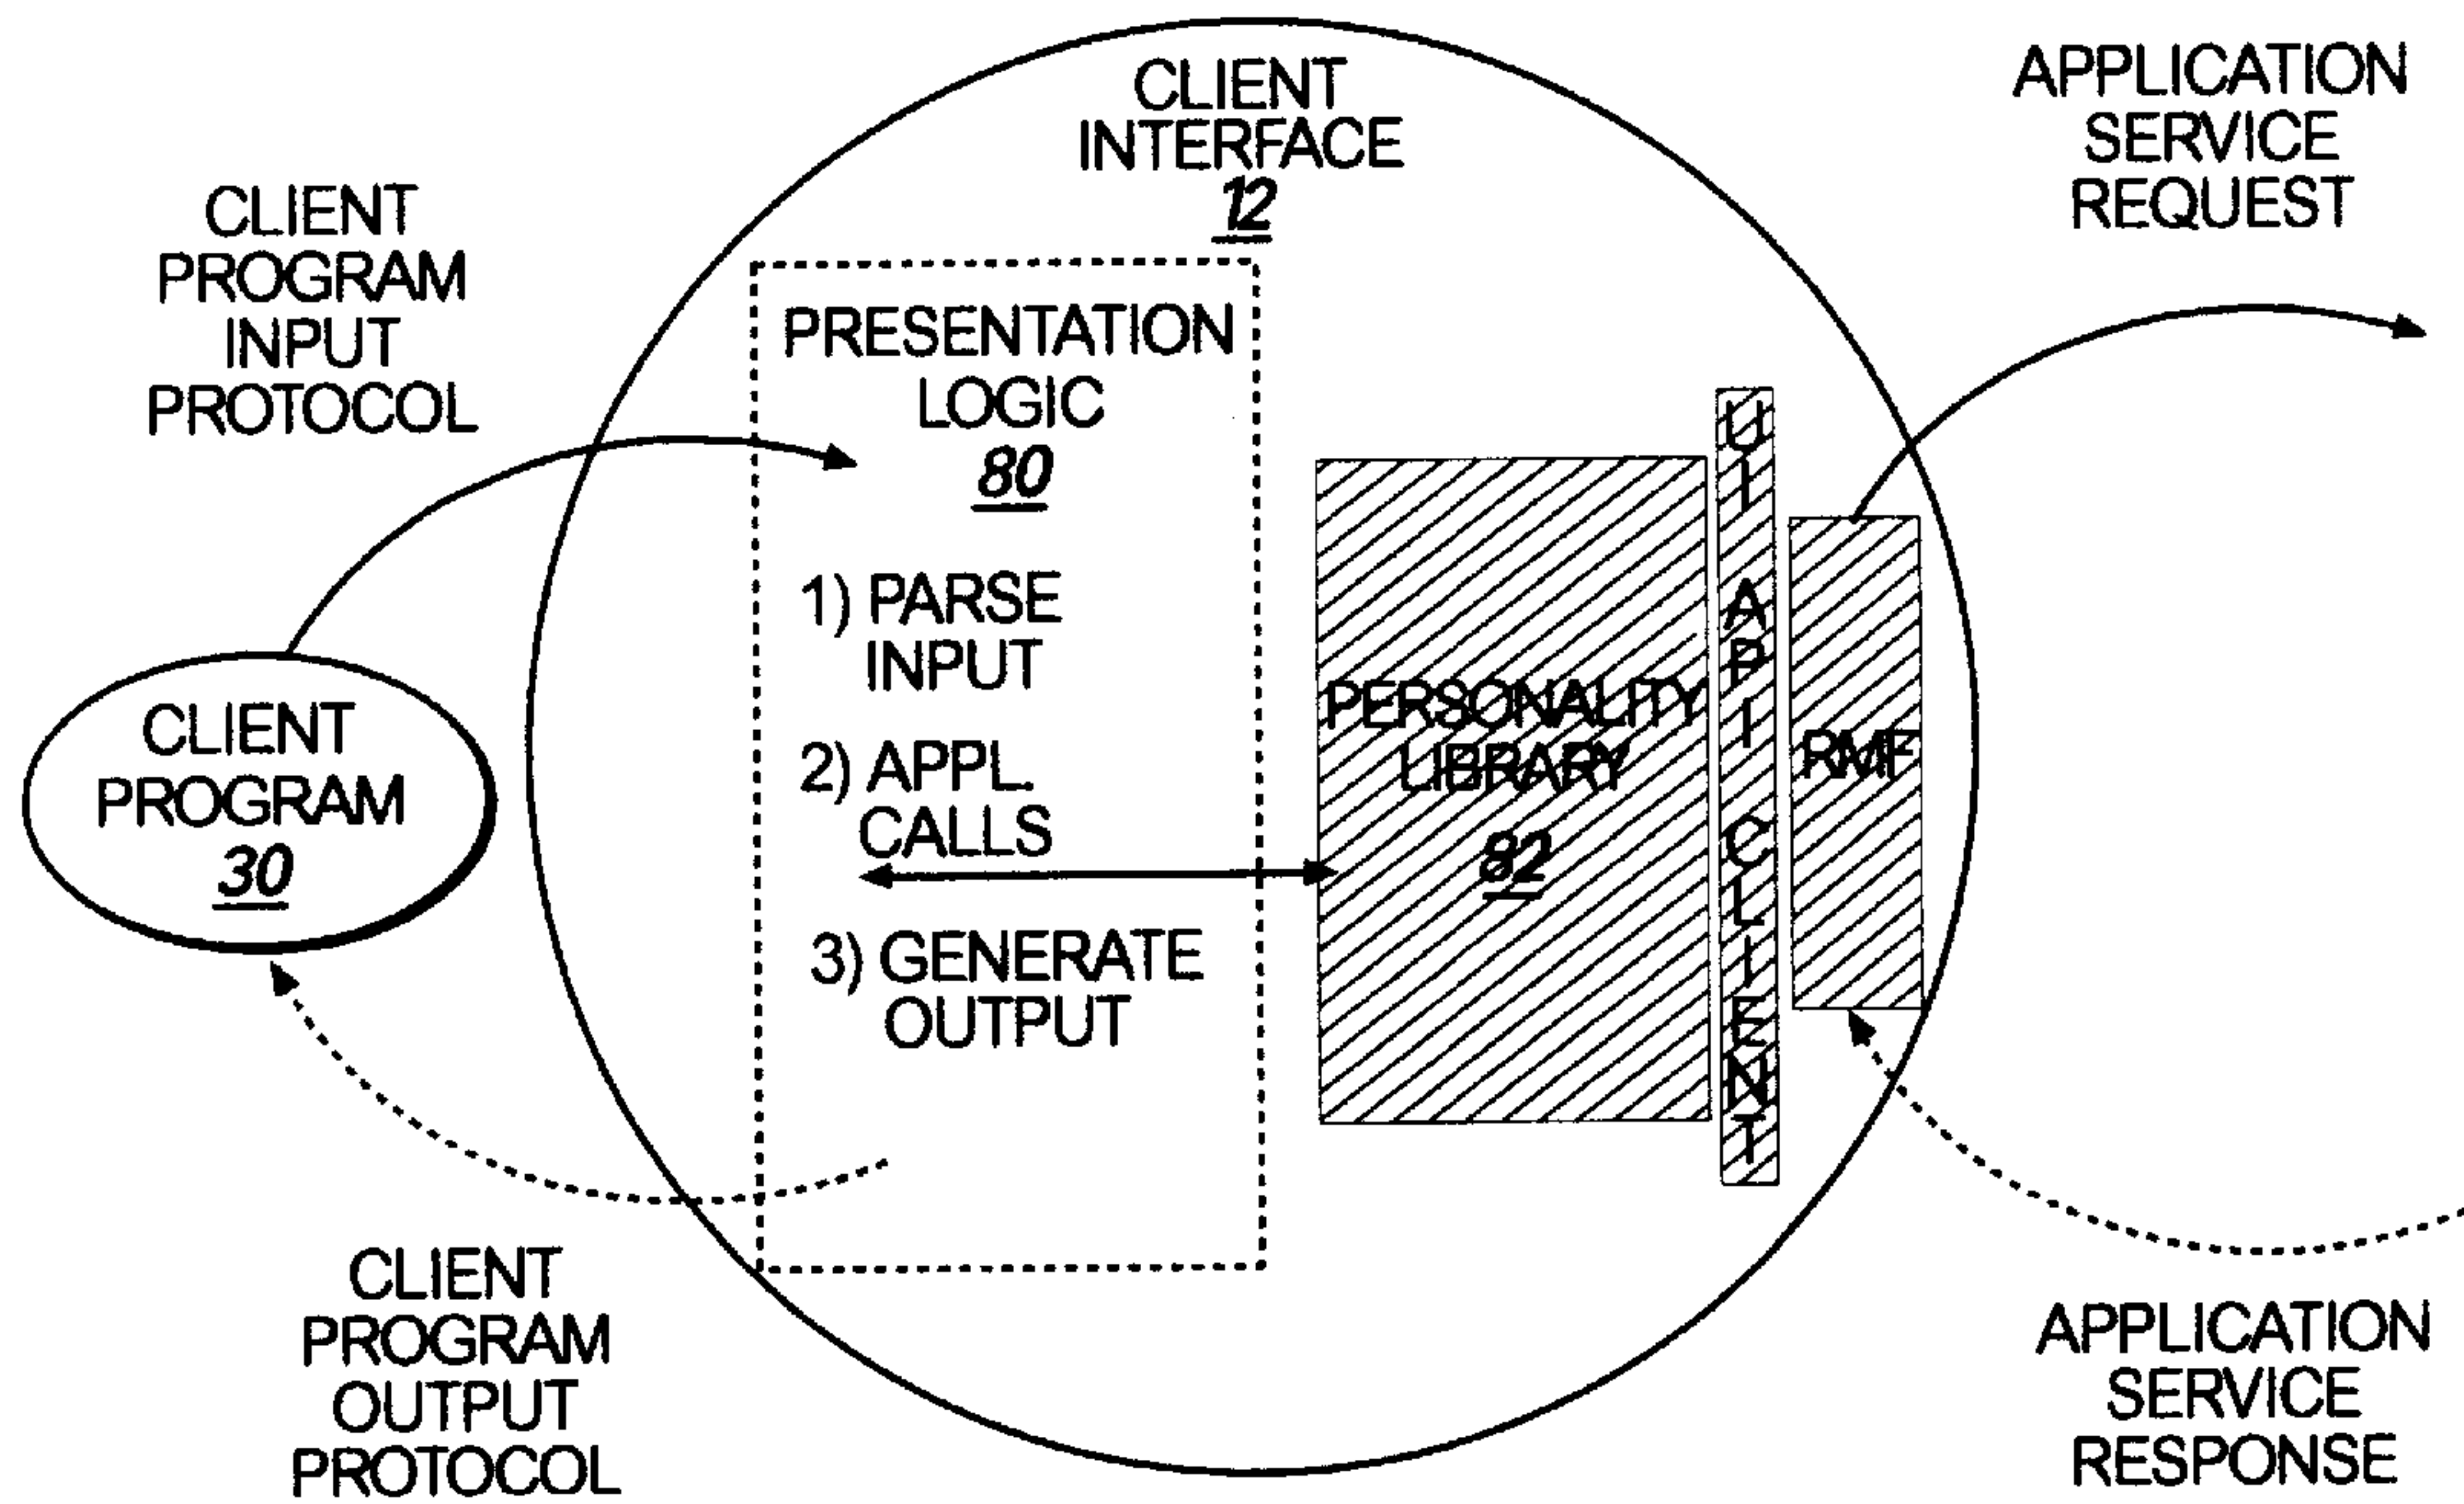 CLIENT
PROGRAM
INPUT
PROTOCOL
CLIENT
PROGRAM
30
CLIENT
PROGRAM
OUTPUT
PROTOCOL
CLIENT
INTERFACE
12
PRESENTATION
LOGIC
80
1) PARSE
INPUT
2) APPL.
CALLS
3) GENERATE
OUTPUT
PERSONALITY
LIBRARY
82
UI API CLIENT
RMF
APPLICATION
SERVICE
REQUEST
APPLICATION
SERVICE
RESPONSE